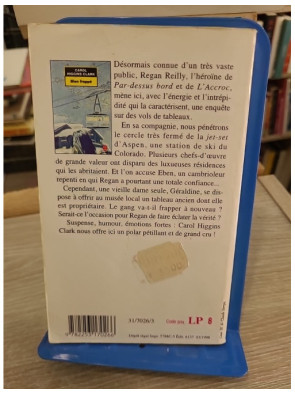 CAROL
HIGGINS CLARK
Bien frappé
Désormais connue d'un très vaste
public, Regan Reilly, l'héroïne de
Par-dessus bord et de L'Accroc,
mène ici, avec l'énergie et l'intrépi-
dité qui la caractérisent, une enquête
sur des vols de tableaux.
En sa compagnie, nous pénétrons
le cercle très fermé de la jet-set
d'Aspen, une station de ski du
Colorado. Plusieurs chefs-d'œuvre
de grande valeur ont disparu des luxueuses résidences
qui les abritaient. Et l'on accuse Eben, un cambrioleur
repenti en qui Regan a pourtant une totale confiance...
Cependant, une vieille dame seule, Géraldine, se dis-
pose à offrir au musée local un tableau ancien dont elle
est propriétaire. Le gang va-t-il frapper à nouveau ?
Serait-ce l'occasion pour Regan de faire éclater la vérité ?
Suspense, humour, émotions fortes : Carol Higgins
Clark nous offre ici un polar pétillant et de grand cru !
31/7026/5
LP 8